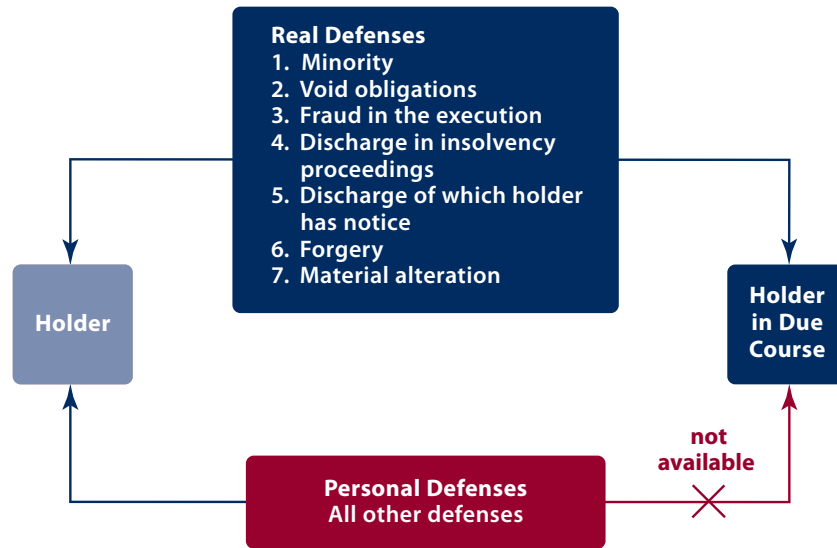 Real Defenses
1. Minority
2. Void obligations
3. Fraud in the execution
4. Discharge in insolvency
proceedings
5. Discharge of which holder
has notice
6. Forgery
7. Material alteration
Holder
Holder
in Due
Course
not
available
Personal Defenses
All other defenses